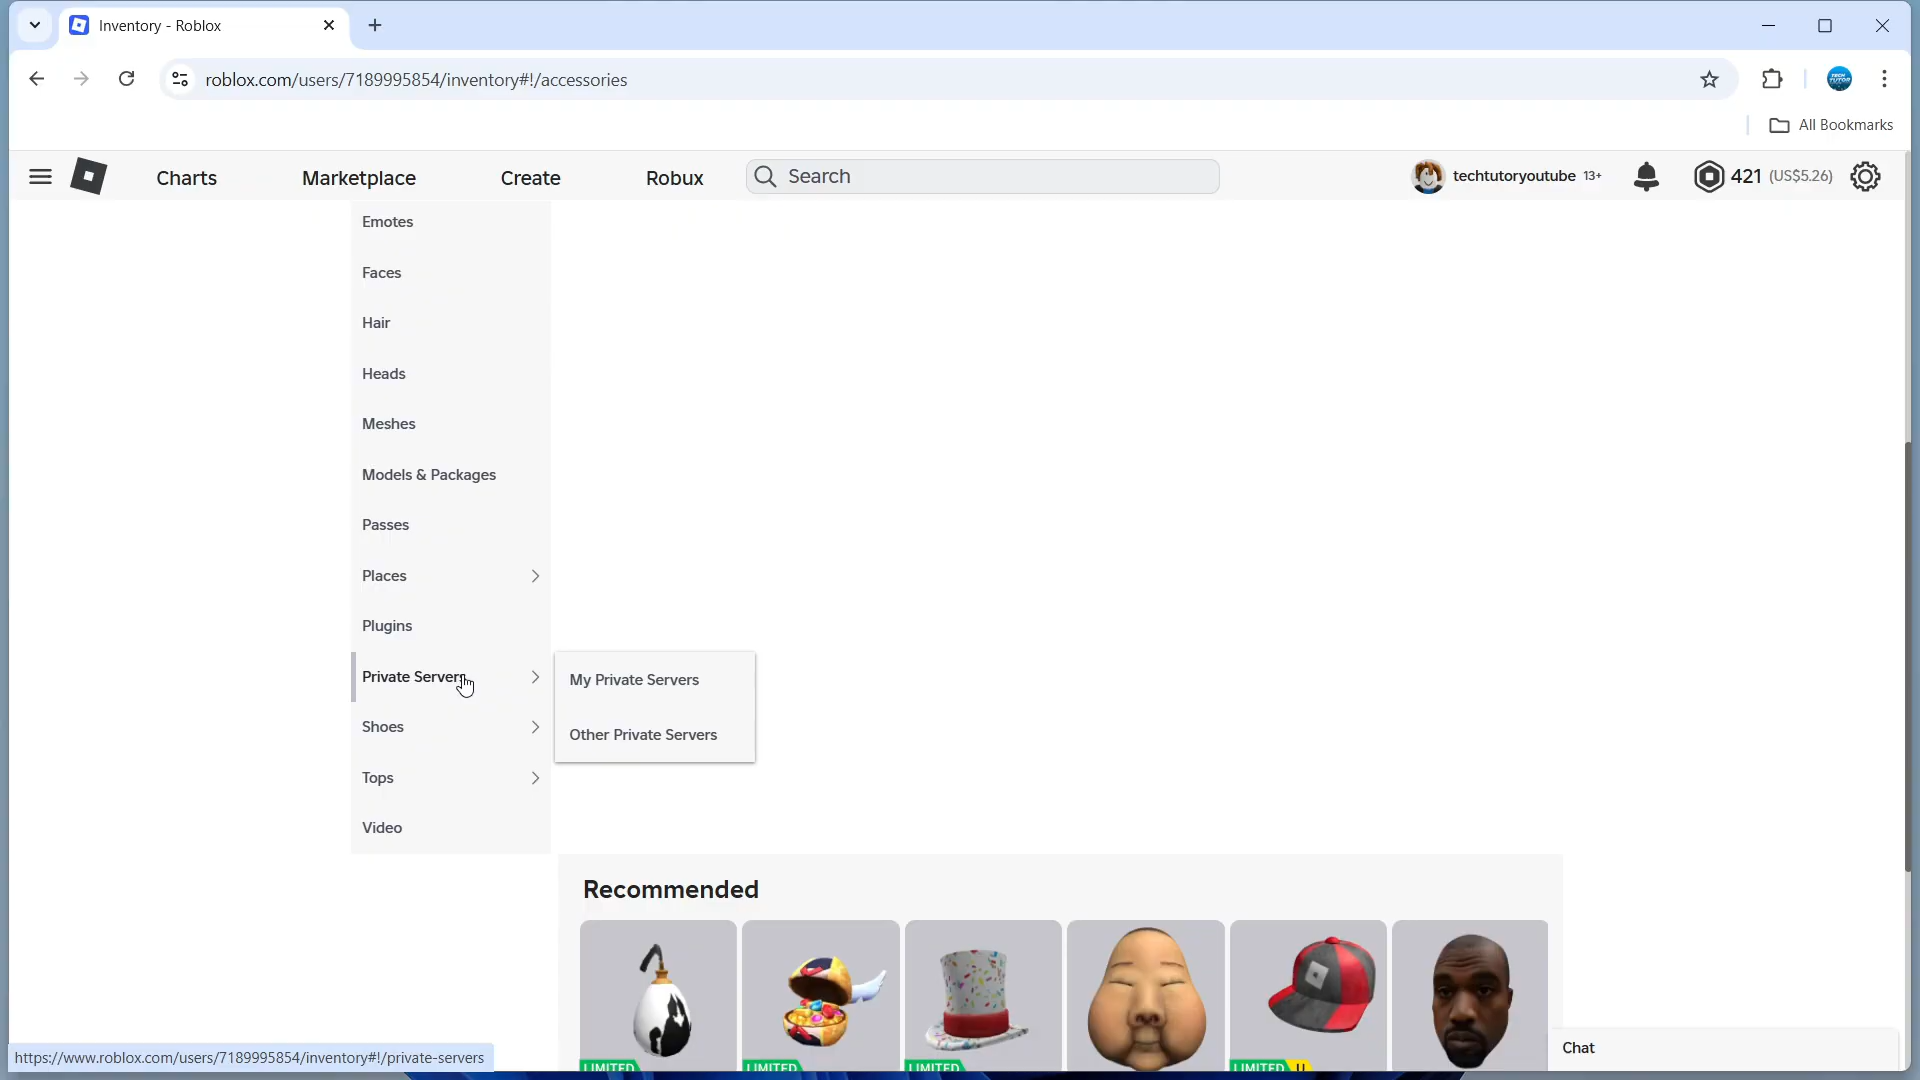 Inventory - Roblox
roblox.com/users/7189995854/inventory#!/accessories
All Bookmarks
Charts
Marketplace
Create
Robux
Search
techtutoryoutube 13+
421 (US$5.26)
Emotes
Faces
Hair
Heads
Meshes
Models & Packages
Passes
Places
Plugins
Private Servers
My Private Servers
Shoes
Other Private Servers
Tops
Video
Recommended
LIMITED
LIMITED
LIMITED
LIMITED U
Chat
https://www.roblox.com/users/7189995854/inventory#!/private-servers